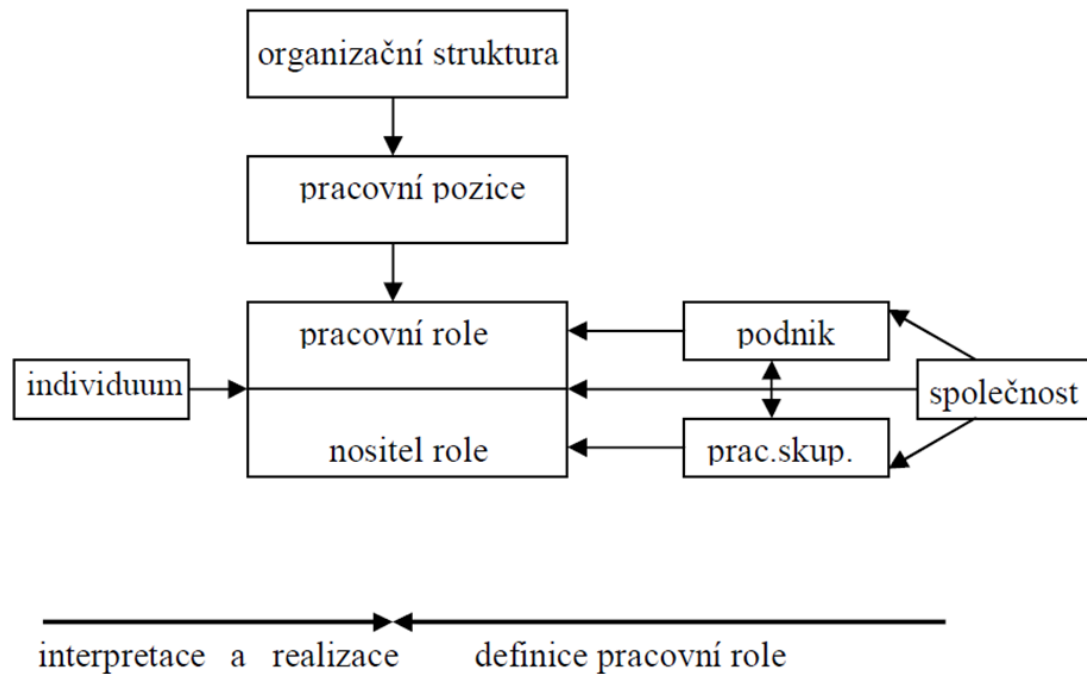 organizační struktura
pracovní pozice
pracovní role
podnik
individuum
společnost
nositel role
prac.skup.
interpretace a realizace
definice pracovní role